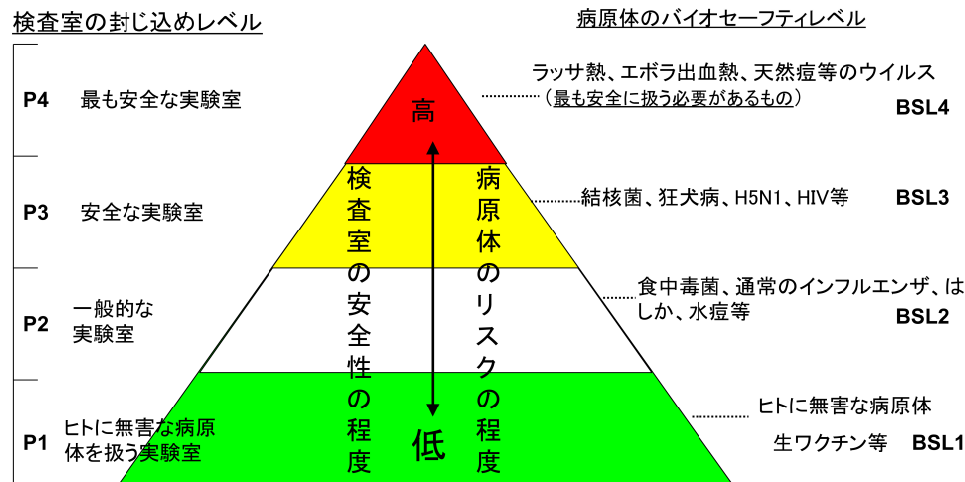 検査室の封じ込めレベル
病原体のバイオセーフティレベル
P4 最も安全な実験室
高
ラッサ熱、エボラ出血熱、天然痘等のウイルス
（最も安全に扱う必要があるもの）
BSL4
P3 安全な実験室
結核菌、狂犬病、H5N1、HIV等
BSL3
P2
一般的な
実験室
食中毒菌、通常のインフルエンザ、は
しか、水痘等
BSL2
P1
ヒトに無害な病原
体を扱う実験室
検査室の安全性の程度
病原体のリスクの程度
低
ヒトに無害な病原体
生ワクチン等
BSL1